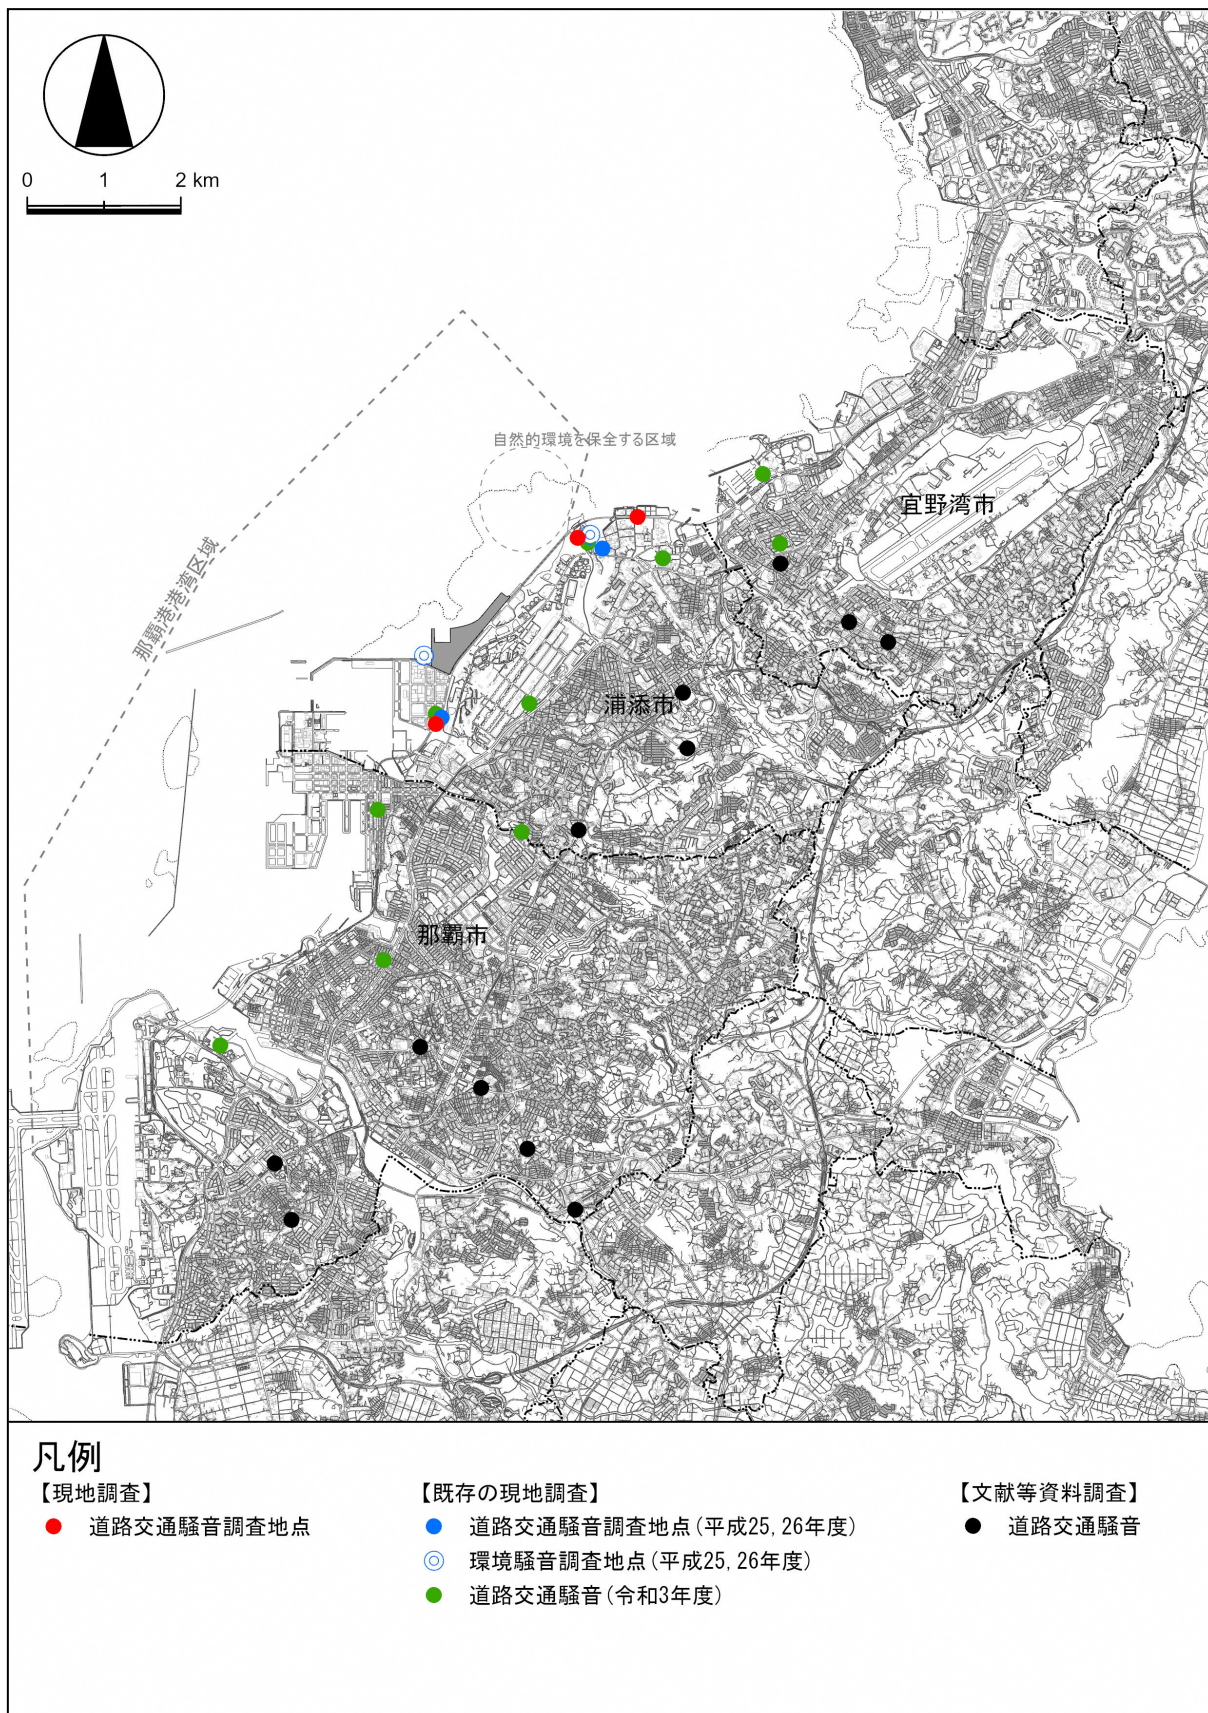 0 1 2 km
自然的環境を保全する区域
宜野湾市
那覇港港湾区域
浦添市
那覇市
凡例
【現地調査】
道路交通騒音調査地点
【既存の現地調査】
道路交通騒音調査地点(平成25,26年度)
環境騒音調査地点(平成25,26年度)
道路交通騒音(令和3年度)
【文献等資料調査】
道路交通騒音